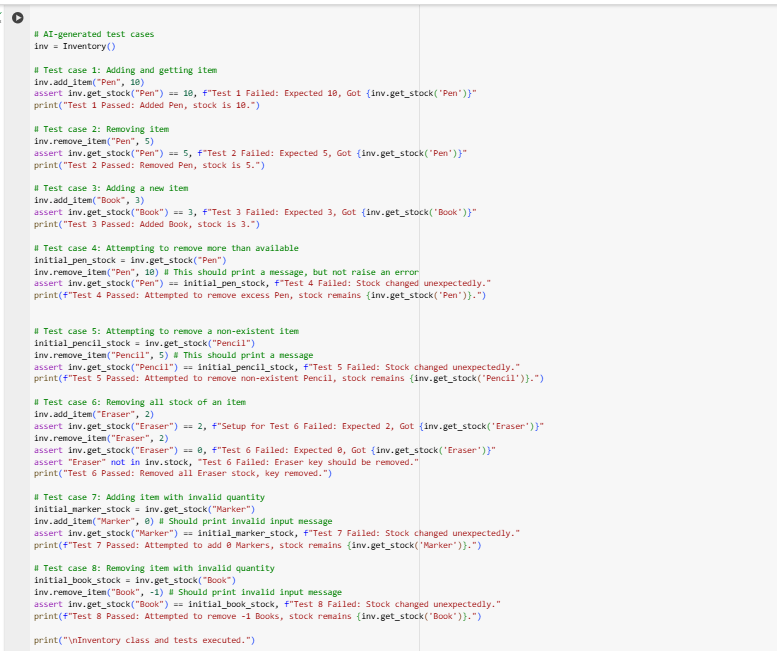 # AI-generated test cases
inv = Inventory()
# Test case 1: Adding and getting item
inv.add_item("Pen", 10)
assert inv.get_stock("Pen") == 10, f"Test 1 Failed: Expected 10, Got {inv.get_stock('Pen')}"
print("Test 1 Passed: Added Pen, stock is 10.")
# Test case 2: Removing item
inv.remove_item("Pen", 5)
assert inv.get_stock("Pen") == 5, f"Test 2 Failed: Expected 5, Got {inv.get_stock('Pen')}"
print("Test 2 Passed: Removed Pen, stock is 5.")
# Test case 3: Adding a new item
inv.add_item("Book", 3)
assert inv.get_stock("Book") == 3, f"Test 3 Failed: Expected 3, Got {inv.get_stock('Book')}"
print("Test 3 Passed: Added Book, stock is 3.")
# Test case 4: Attempting to remove more than available
initial_pen_stock = inv.get_stock("Pen")
inv.remove_item("Pen", 10) # This should print a message, but not raise an error
assert inv.get_stock("Pen") == initial_pen_stock, f"Test 4 Failed: Stock changed unexpectedly."
print(f"Test 4 Passed: Attempted to remove excess Pen, stock remains {inv.get_stock('Pen')}.")
# Test case 5: Attempting to remove a non-existent item
initial_pencil_stock = inv.get_stock("Pencil")
inv.remove_item("Pencil", 5) # This should print a message
assert inv.get_stock("Pencil") == initial_pencil_stock, f"Test 5 Failed: Stock changed unexpectedly."
print(f"Test 5 Passed: Attempted to remove non-existent Pencil, stock remains {inv.get_stock('Pencil')}.")
# Test case 6: Removing all stock of an item
inv.add_item("Eraser", 2)
assert inv.get_stock("Eraser") == 2, f"Setup for Test 6 Failed: Expected 2, Got {inv.get_stock('Eraser')}"
inv.remove_item("Eraser", 2)
assert inv.get_stock("Eraser") == 0, f"Test 6 Failed: Expected 0, Got {inv.get_stock('Eraser')}"
assert "Eraser" not in inv.stock, "Test 6 Failed: Eraser key should be removed."
print("Test 6 Passed: Removed all Eraser stock, key removed.")
# Test case 7: Adding item with invalid quantity
initial_marker_stock = inv.get_stock("Marker")
inv.add_item("Marker", 0) # Should print invalid input message
assert inv.get_stock("Marker") == initial_marker_stock, f"Test 7 Failed: Stock changed unexpectedly."
print(f"Test 7 Passed: Attempted to add 0 Markers, stock remains {inv.get_stock('Marker')}.")
# Test case 8: Removing item with invalid quantity
initial_book_stock = inv.get_stock("Book")
inv.remove_item("Book", -1) # Should print invalid input message
assert inv.get_stock("Book") == initial_book_stock, f"Test 8 Failed: Stock changed unexpectedly."
print(f"Test 8 Passed: Attempted to remove -1 Books, stock remains {inv.get_stock('Book')}.")
print("\nInventory class and tests executed.")